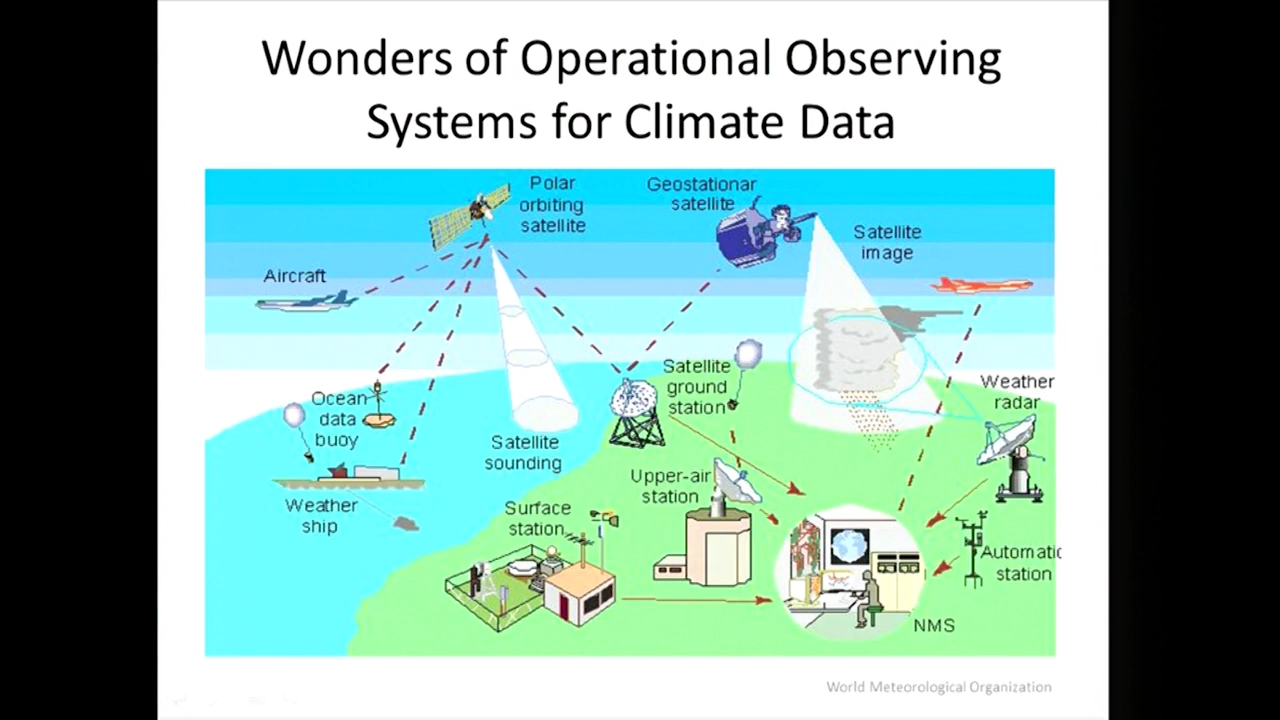 Wonders of Operational Observing
Systems for Climate Data
Polar
orbiting
satellite
Geostationar
satellite
Satellite
image
Aircraft
Ocean
data
buoy
Satellite
ground
station
Weather
radar
Satellite
sounding
Upper-air
station
Weather
ship
Surface
station
Automatic
station
NMS
World Meteorological Organization